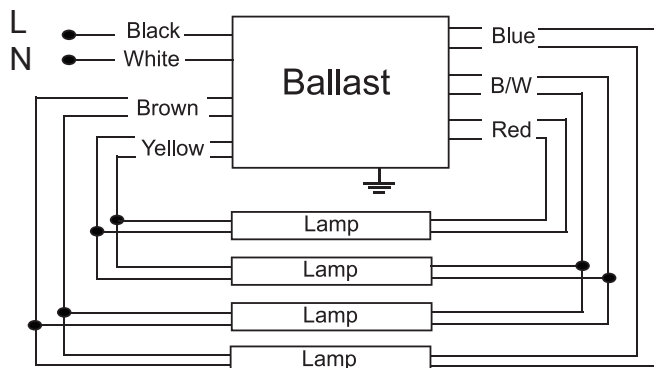 L
N
Black
White
Brown
Yellow
Ballast
Blue
B/W
Red
Lamp
Lamp
Lamp
Lamp